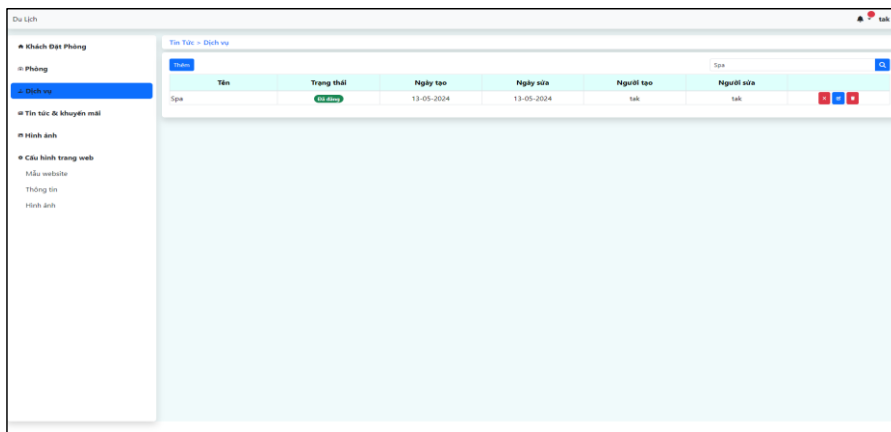 Du Lịch
tak
Khách Đặt Phòng
Phòng
Dịch vụ
Tin tức & khuyến mãi
Hình ảnh
Cấu hình trang web
Mẫu website
Thông tin
Hình ảnh
Tin Tức > Dịch vụ
Thêm
Spa
Tên Trạng thái Ngày tạo Ngày sửa Người tạo Người sửa
Spa Đã đăng 13-05-2024 13-05-2024 tak tak